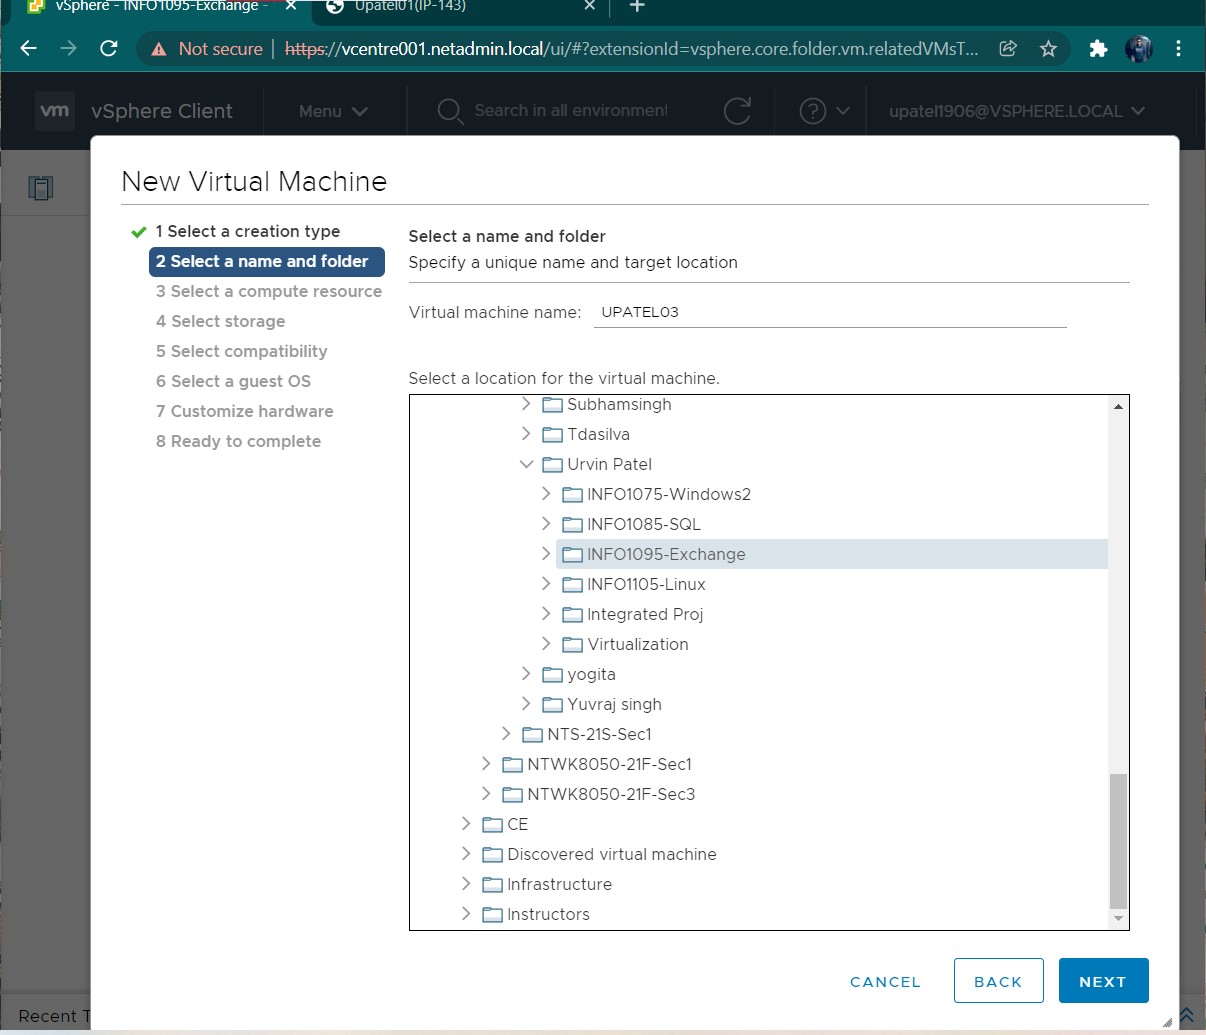 vSphere - INFO1095-Exchange -
Upatel01(IP-143)
Not secure | https://vcentre001.netadmin.local/ui/#?extensionId=vsphere.core.folder.vm.relatedVMsT...
vm vSphere Client Menu Search in all environment upatel1906@VSPHERE.LOCAL
New Virtual Machine
1 Select a creation type
2 Select a name and folder
3 Select a compute resource
4 Select storage
5 Select compatibility
6 Select a guest OS
7 Customize hardware
8 Ready to complete
Select a name and folder
Specify a unique name and target location
Virtual machine name: UPATEL03
Select a location for the virtual machine.
Subhamsingh
Tdasilva
Urvin Patel
INFO1075-Windows2
INFO1085-SQL
INFO1095-Exchange
INFO1105-Linux
Integrated Proj
Virtualization
yogita
Yuvraj singh
NTS-21S-Sec1
NTWK8050-21F-Sec1
NTWK8050-21F-Sec3
CE
Discovered virtual machine
Infrastructure
Instructors
CANCEL BACK NEXT
Recent T